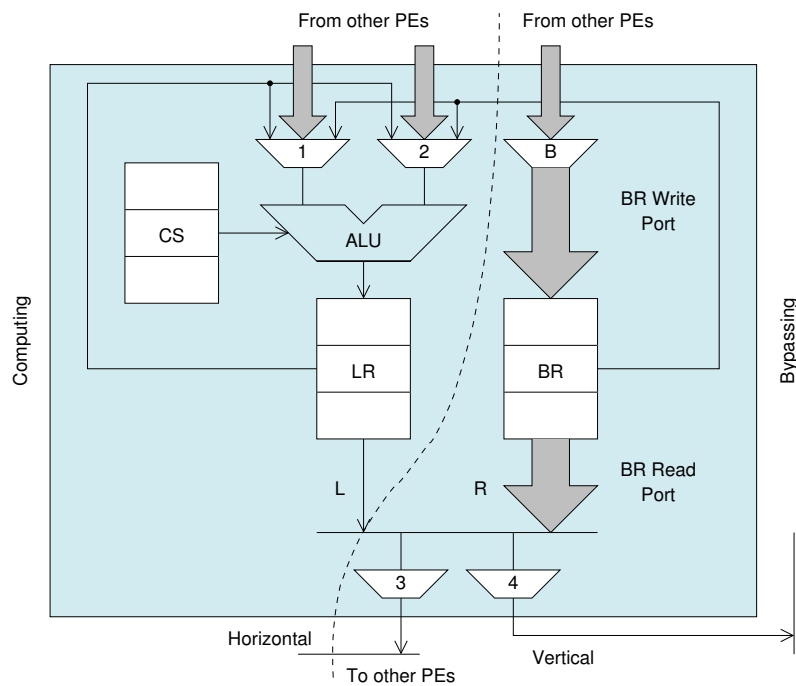 From other PEs
From other PEs
1
2
B
CS
ALU
BR Write
Port
Computing
Bypassing
LR
BR
L
R
BR Read
Port
3
4
Horizontal
Vertical
To other PEs